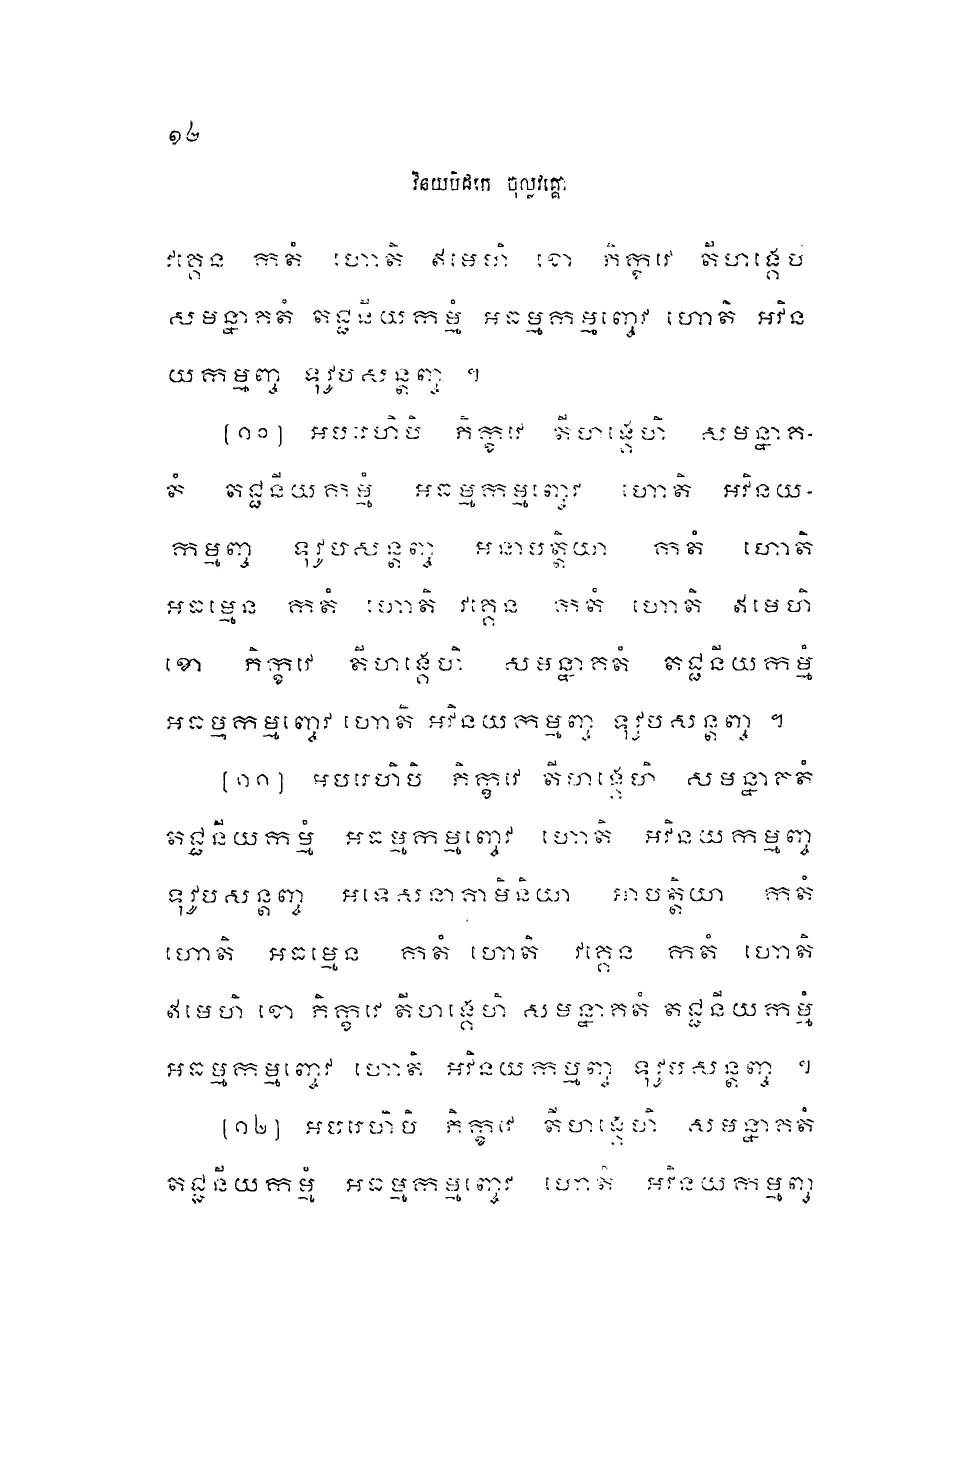 ១២
វិនយបិដកេ ចុល្លវគ្គោ
វគ្គេន កតំ ហោតិ ឥមេហិ ខោ ភិក្ខវេ តីហង្គេហិ
សមន្នាគតំ តជ្ជនីយកម្មំ អធម្មកម្មញ្ចេវ ហោតិ អវិន
យកម្មញ្ច ទុវូបសន្តញ្ច ។
(១០) អបរេហិបិ ភិក្ខវេ តីហង្គេហិ សមន្នាគ-
តំ តជ្ជនីយកម្មំ អធម្មកម្មញ្ចេវ ហោតិ អវិនយ-
កម្មញ្ច ទុវូបសន្តញ្ច អនាបត្តិយា កតំ ហោតិ
អធម្មេន កតំ ហោតិ វគ្គេន កតំ ហោតិ ឥមេហិ
ខោ ភិក្ខវេ តីហង្គេហិ សមន្នាគតំ តជ្ជនីយកម្មំ
អធម្មកម្មញ្ចេវ ហោតិ អវិនយកម្មញ្ច ទុវូបសន្តញ្ច ។
(១១) អបរេហិបិ ភិក្ខវេ តីហង្គេហិ សមន្នាគតំ
តជ្ជនីយកម្មំ អធម្មកម្មញ្ចេវ ហោតិ អវិនយកម្មញ្ច
ទុវូបសន្តញ្ច អទេសនាគាមិនិយា អាបត្តិយា កតំ
ហោតិ អធម្មេន កតំ ហោតិ វគ្គេន កតំ ហោតិ
ឥមេហិ ខោ ភិក្ខវេ តីហង្គេហិ សមន្នាគតំ តជ្ជនីយកម្មំ
អធម្មកម្មញ្ចេវ ហោតិ អវិនយកម្មញ្ច ទុវូបសន្តញ្ច ។
(១២) អបរេហិបិ ភិក្ខវេ តីហង្គេហិ សមន្នាគតំ
តជ្ជនីយកម្មំ អធម្មកម្មញ្ចេវ ហោតិ អវិនយកម្មញ្ច